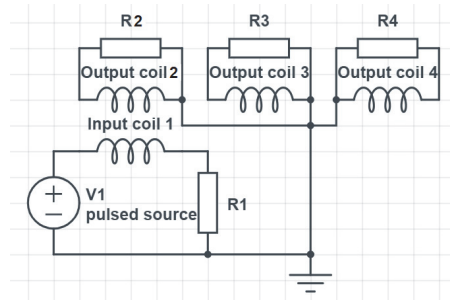 R2 R3 R4
Output coil 2 Output coil 3 Output coil 4
Input coil 1
V1
pulsed source
R1